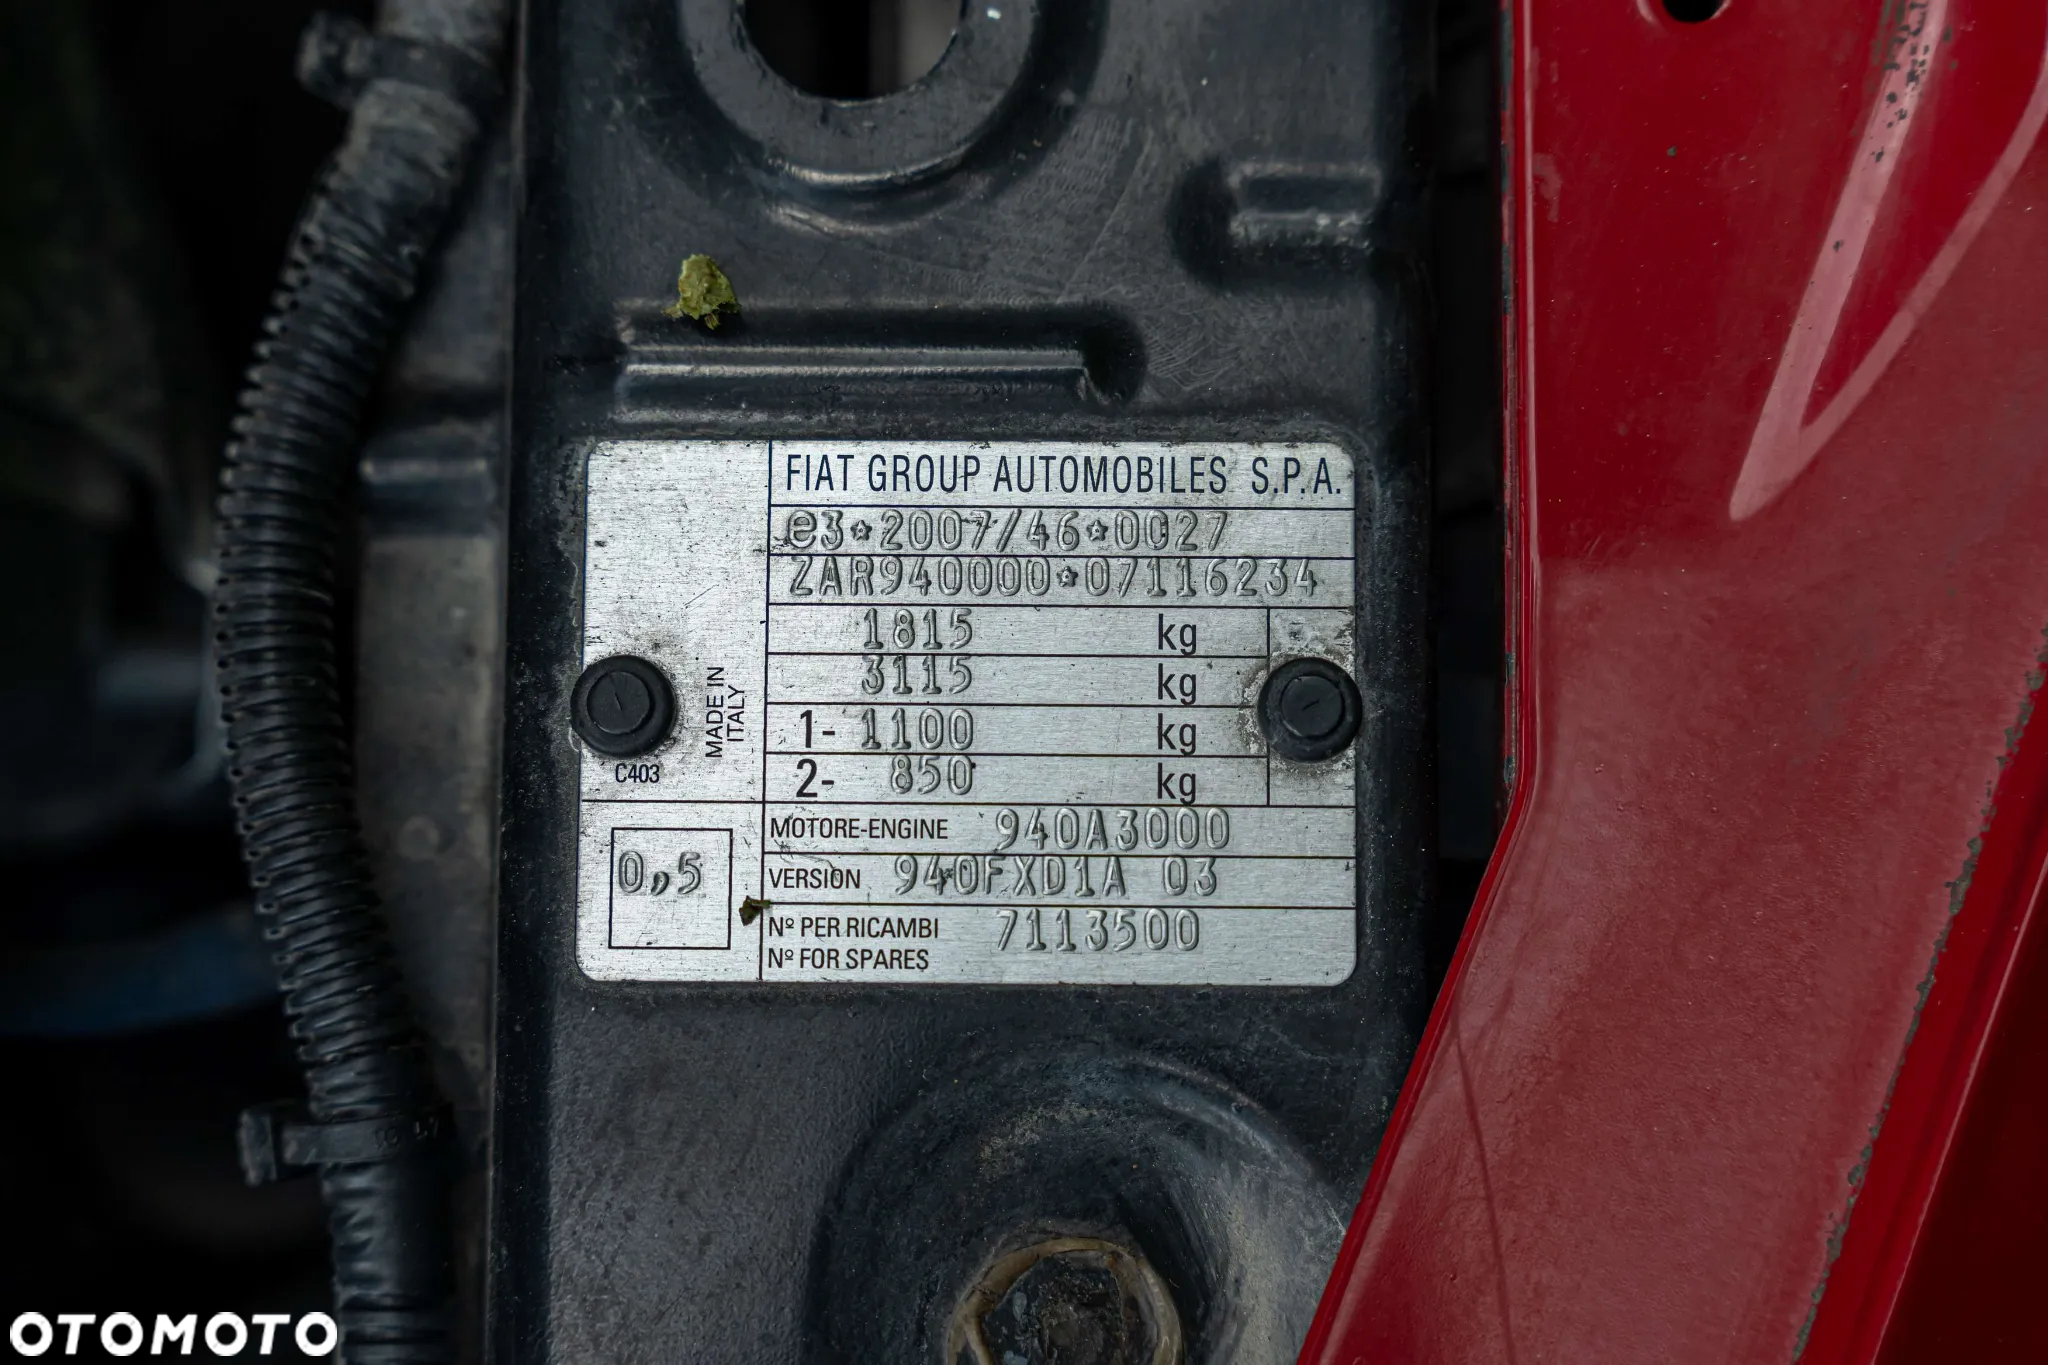 FIAT GROUP AUTOMOBILES S.P.A.
e3*2007/46*0027
ZAR940000*07116234
1815 kg
3115 kg
1- 1100 kg
2- 850 kg
MADE IN
ITALY
C403
0,5
MOTORE-ENGINE 940A3000
VERSION 940FXD1A 03
Nº PER RICAMBI 7113500
Nº FOR SPARES
OTOMOTO